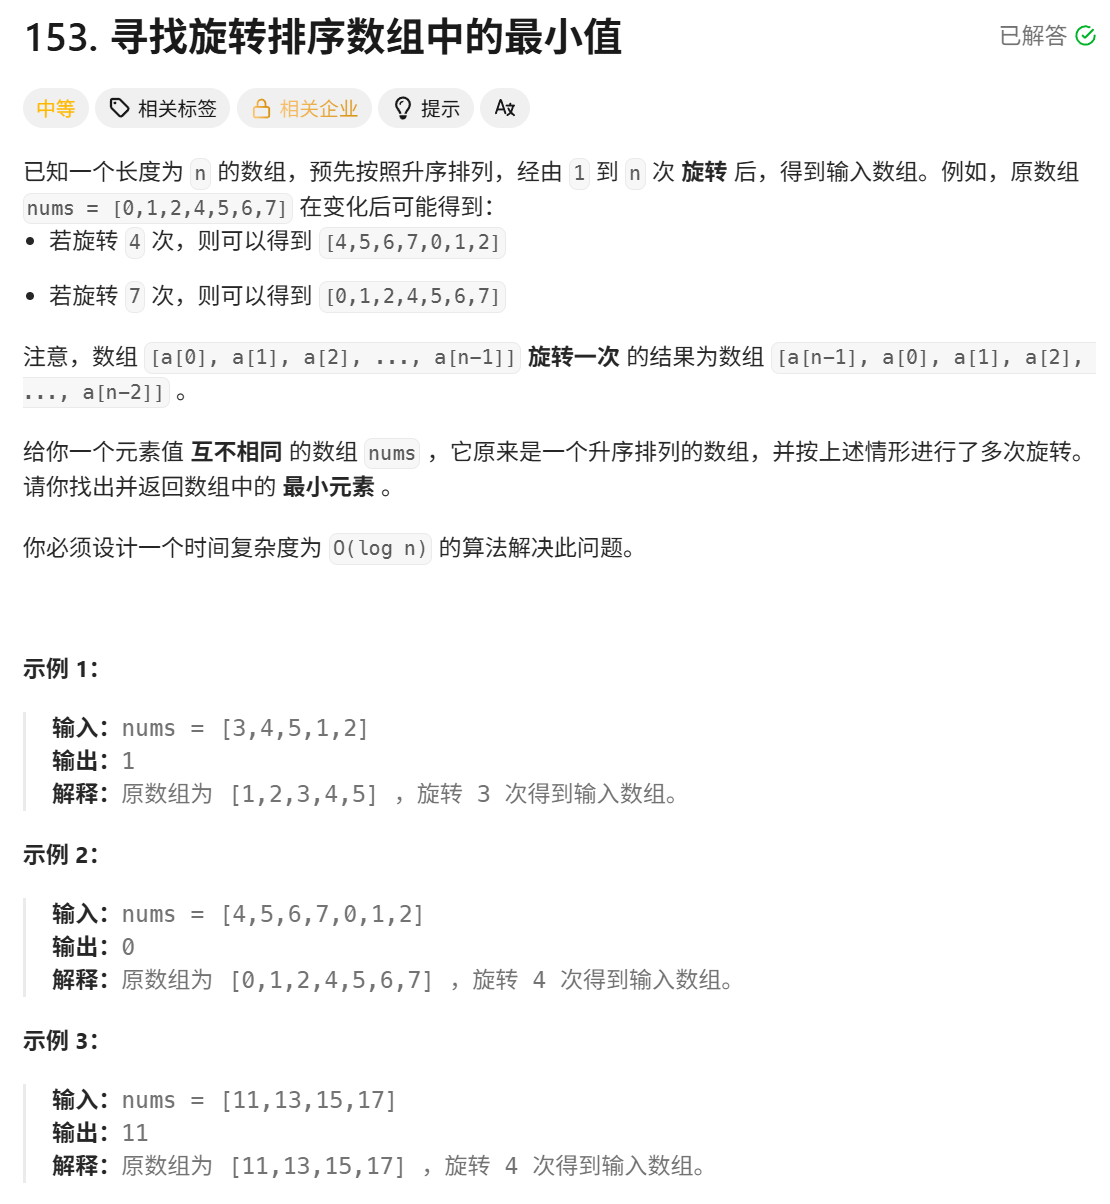 153. 寻找旋转排序数组中的最小值
已解答
中等 相关标签 相关企业 提示 Az
已知一个长度为 n 的数组，预先按照升序排列，经由 1 到 n 次 旋转 后，得到输入数组。例如，原数组
nums = [0,1,2,4,5,6,7] 在变化后可能得到：
• 若旋转 4 次，则可以得到 [4,5,6,7,0,1,2]
• 若旋转 7 次，则可以得到 [0,1,2,4,5,6,7]
注意，数组 [a[0], a[1], a[2], ..., a[n-1]] 旋转一次 的结果为数组 [a[n-1], a[0], a[1], a[2],
..., a[n-2]] 。
给你一个元素值 互不相同 的数组 nums ，它原来是一个升序排列的数组，并按上述情形进行了多次旋转。
请你找出并返回数组中的 最小元素 。
你必须设计一个时间复杂度为 O(log n) 的算法解决此问题。
示例 1：
输入：nums = [3,4,5,1,2]
输出：1
解释：原数组为 [1,2,3,4,5] ，旋转 3 次得到输入数组。
示例 2：
输入：nums = [4,5,6,7,0,1,2]
输出：0
解释：原数组为 [0,1,2,4,5,6,7] ，旋转 4 次得到输入数组。
示例 3：
输入：nums = [11,13,15,17]
输出：11
解释：原数组为 [11,13,15,17] ，旋转 4 次得到输入数组。